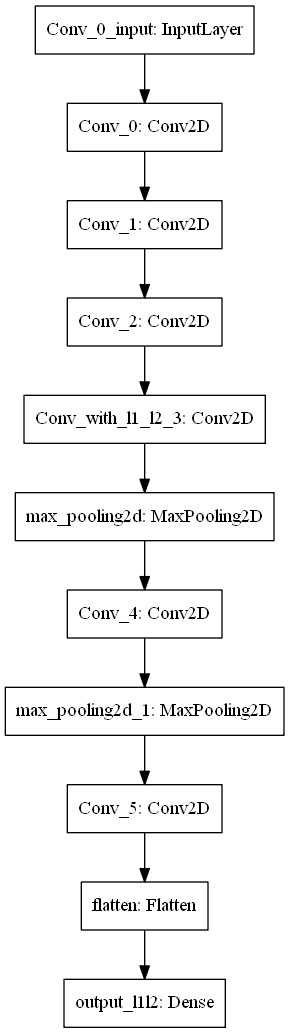 Conv_0_input: InputLayer
Conv_0: Conv2D
Conv_1: Conv2D
Conv_2: Conv2D
Conv_with_l1_l2_3: Conv2D
max_pooling2d: MaxPooling2D
Conv_4: Conv2D
max_pooling2d_1: MaxPooling2D
Conv_5: Conv2D
flatten: Flatten
output_l1l2: Dense